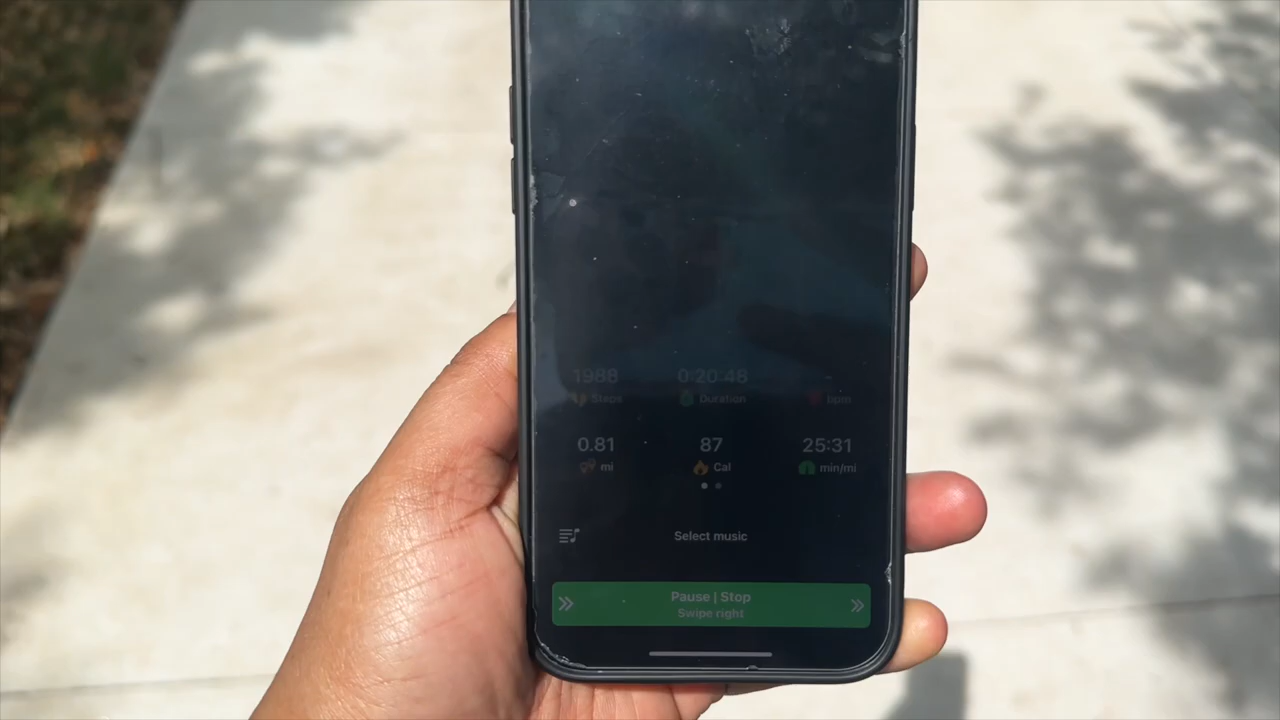 1988 0:20:48 --
Steps Duration bpm
0.81 87 25:31
mi Cal min/mi
Select music
Pause | Stop
Swipe right